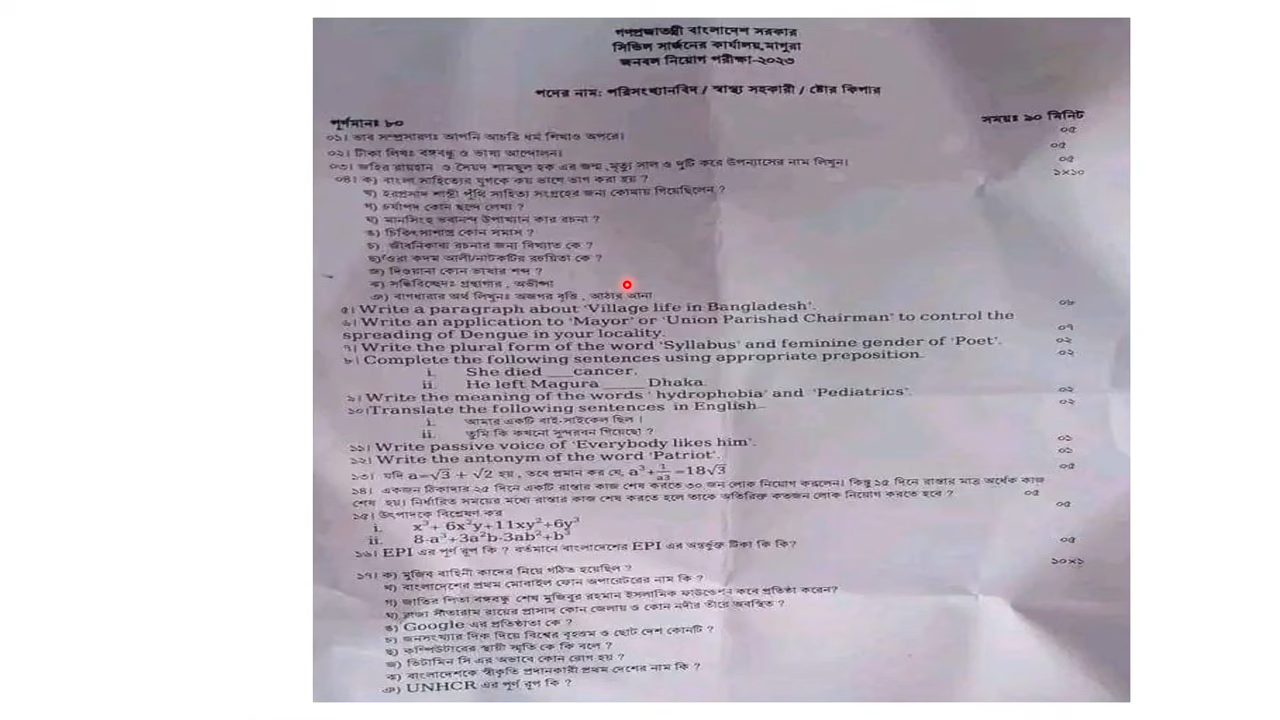 গণপ্রজাতন্ত্রী বাংলাদেশ সরকার
সিভিল সার্জনের কার্যালয়,মাগুরা
জনবল নিয়োগ পরীক্ষা-২০২৩
পদের নাম: পরিসংখ্যানবিদ / স্বাস্থ্য সহকারী / ষ্টোর কিপার
পূর্ণমানঃ ৮০ সময়ঃ ৯০ মিনিট
০১। ভাব সম্প্রসারণঃ আপনি আচরি ধর্ম শিখাও অপরে। ০৫
০২। টীকা লিখঃ বঙ্গবন্ধু ও ভাষা আন্দোলন। ০৫
০৩। জহির রায়হান ও সৈয়দ শামসুল হক এর জন্ম, মৃত্যু সাল ও দুটি করে উপন্যাসের নাম লিখুন। ০৫
০৪। ক) বাংলা সাহিত্যের যুগকে কয় ভাগে ভাগ করা হয় ? ১×১০
খ) হরপ্রসাদ শাস্ত্রী পুঁথি সাহিত্য সংগ্রহের জন্য কোথায় গিয়েছিলেন ?
গ) চর্যাপদ কোন ছন্দে লেখা ?
ঘ) মানসিংহ ভবানন্দ উপাখ্যান কার রচনা ?
ঙ) চিকিৎসাশাস্ত্র কোন সমাস ?
চ) জীবনিকাব্য রচনার জন্য বিখ্যাত কে ?
ছ)'ওরা কদম আলী/নাটকটির রচয়িতা কে ?
জ) দিওয়ানা কোন ভাষার শব্দ ?
ঝ) সন্ধিবিচ্ছেদঃ গ্রন্থাগার , অভীপ্সা
ঞ) বাগধারার অর্থ লিখুনঃ অজগর বৃত্তি , আঠার আনা
৫। Write a paragraph about 'Village life in Bangladesh'. ০৮
৬। Write an application to 'Mayor' or 'Union Parishad Chairman' to control the
spreading of Dengue in your locality. ০৭
৭। Write the plural form of the word 'Syllabus' and feminine gender of 'Poet'. ০২
৮। Complete the following sentences using appropriate preposition. ০২
i. She died ___cancer.
ii. He left Magura _____ Dhaka.
৯। Write the meaning of the words ' hydrophobia' and 'Pediatrics'. ০২
১০। Translate the following sentences in English ০২
i. আমার একটি বাই-সাইকেল ছিল ।
ii. তুমি কি কখনো সুন্দরবন গিয়েছো ?
১১। Write passive voice of 'Everybody likes him'. ০১
১২। Write the antonym of the word 'Patriot'. ০১
১৩। যদি a=√3 + √2 হয় , তবে প্রমান কর যে, a³ + 1/a3 =18√3 ০৫
১৪। একজন ঠিকাদার ২৫ দিনে একটি রাস্তার কাজ শেষ করতে ৩০ জন লোক নিয়োগ করলেন। কিন্তু ১৫ দিনে রাস্তার মাত্র অর্ধেক কাজ
শেষ হয়। নির্ধারিত সময়ের মধ্যে রাস্তার কাজ শেষ করতে হলে তাকে অতিরিক্ত কতজন লোক নিয়োগ করতে হবে ? ০৫
১৫। উৎপাদকে বিশ্লেষণ কর ০৫
i. x³+ 6x²y+11xy²+6y³
ii. 8-a³+3a²b-3ab²+b³
১৬। EPI এর পূর্ণ রূপ কি ? বর্তমানে বাংলাদেশের EPI এর অন্তর্ভুক্ত টিকা কি কি? ০৫
১৭। ক) মুজিব বাহিনী কাদের নিয়ে গঠিত হয়েছিল ? ১০×১
খ) বাংলাদেশের প্রথম মোবাইল ফোন অপারেটরের নাম কি ?
গ) জাতির পিতা বঙ্গবন্ধু শেখ মুজিবুর রহমান ইসলামিক ফাউন্ডেশন কবে প্রতিষ্ঠা করেন?
ঘ) রাজা সীতারাম রায়ের প্রাসাদ কোন জেলায় ও কোন নদীর তীরে অবস্থিত ?
ঙ) Google এর প্রতিষ্ঠাতা কে ?
চ) জনসংখ্যার দিক দিয়ে বিশ্বের বৃহত্তম ও ছোট দেশ কোনটি ?
ছ) কম্পিউটারের স্থায়ী স্মৃতি কে কি বলে ?
জ) ভিটামিন সি এর অভাবে কোন রোগ হয় ?
ঝ) বাংলাদেশকে স্বীকৃতি প্রদানকারী প্রথম দেশের নাম কি ?
ঞ) UNHCR এর পূর্ণ রূপ কি ?